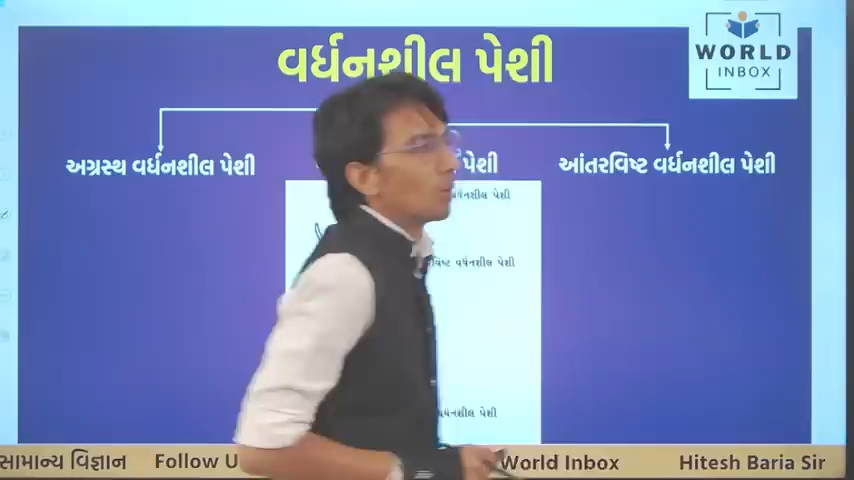 વર્ધનશીલ પેશી
WORLD
INBOX
અગ્રસ્થ વર્ધનશીલ પેશી
પેશી
આંતરવિષ્ટ વર્ધનશીલ પેશી
વર્ધનશીલ પેશી
વર્ધનશીલ પેશી
વર્ધનશીલ પેશી
સામાન્ય વિજ્ઞાન
Follow
World Inbox
Hitesh Baria Sir